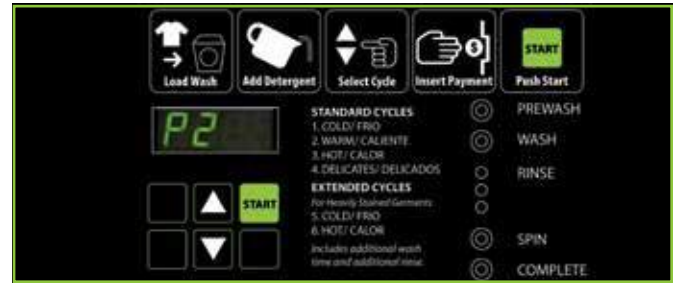 START
Load Wash
Add Detergent
Select Cycle
Insert Payment
Push Start
P2
STANDARD CYCLES
1. COLD/ FRIO
2. WARM/ CALIENTE
3. HOT/ CALOR
4. DELICATES/ DELICADOS
EXTENDED CYCLES
For Heavily Stained Garments
5. COLD/ FRIO
6. HOT/ CALOR
Includes additional wash
time and additional rinse.
START
PREWASH
WASH
RINSE
SPIN
COMPLETE